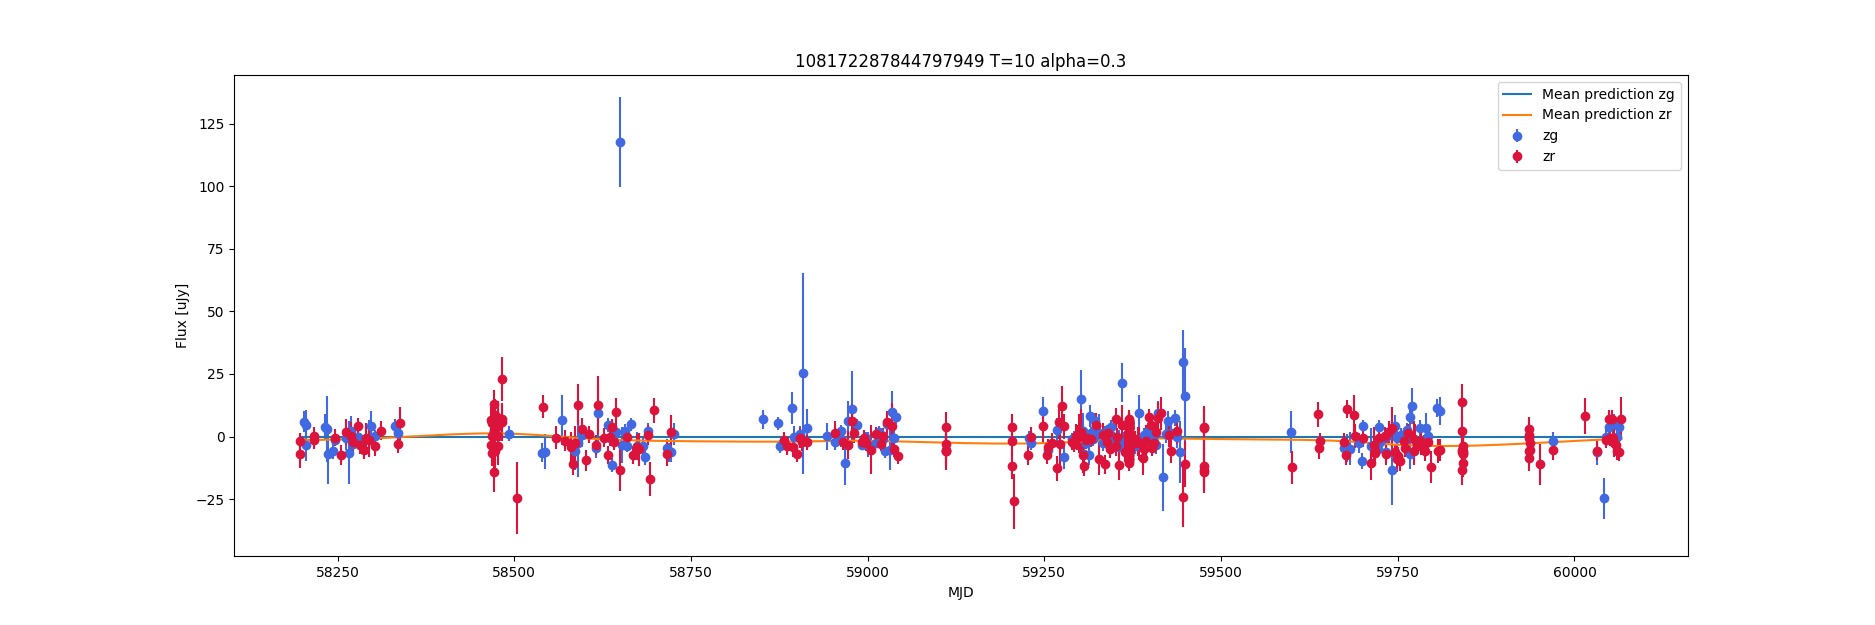 108172287844797949 T=10 alpha=0.3
Mean prediction zg
Mean prediction zr
zg
zr
125
100
75
50
25
0
−25
Flux [uJy]
58250 58500 58750 59000 59250 59500 59750 60000
MJD